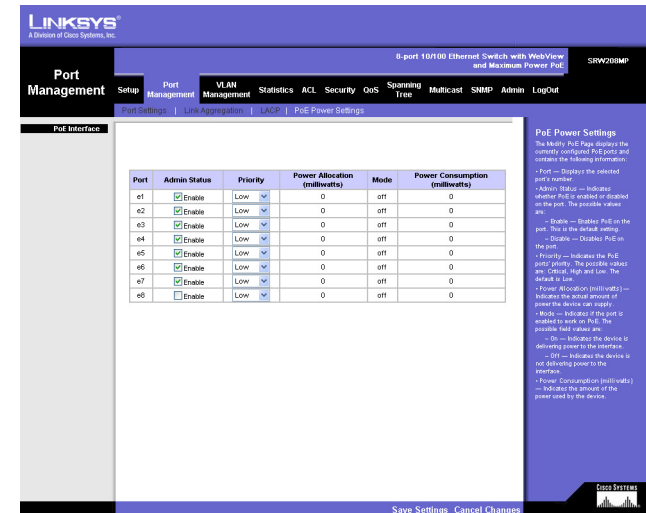 LINKSYS®
A Division of Cisco Systems, Inc.
8-port 10/100 Ethernet Switch with WebView
and Maximum Power PoE
SRW208MP
Port
Management
Setup Port Management VLAN Management Statistics ACL Security QoS Spanning Tree Multicast SNMP Admin LogOut
Port Settings | Link Aggregation | LACP | PoE Power Settings
PoE Interface
Port Admin Status Priority Power Allocation (milliwatts) Mode Power Consumption (milliwatts)
e1 Enable Low 0 off 0
e2 Enable Low 0 off 0
e3 Enable Low 0 off 0
e4 Enable Low 0 off 0
e5 Enable Low 0 off 0
e6 Enable Low 0 off 0
e7 Enable Low 0 off 0
e8 Enable Low 0 off 0
PoE Power Settings
The Modify PoE Page displays the
currently configured PoE ports and
contains the following information:
• Port — Displays the selected
port's number.
• Admin Status — Indicates
whether PoE is enabled or disabled
on the port. The possible values
are:
– Enable — Enables PoE on the
port. This is the default setting.
– Disable — Disables PoE on
the port.
• Priority — Indicates the PoE
ports' priority. The possible values
are: Critical, High and Low. The
default is Low.
• Power Allocation (milliwatts) —
Indicates the actual amount of
power the device can supply.
• Mode — Indicates if the port is
enabled to work on PoE. The
possible field values are:
– On — Indicates the device is
delivering power to the interface.
– Off — Indicates the device is
not delivering power to the
interface.
• Power Consumption (milliwatts)
— Indicates the amount of the
power used by the device.
CISCO SYSTEMS
Save Settings Cancel Changes